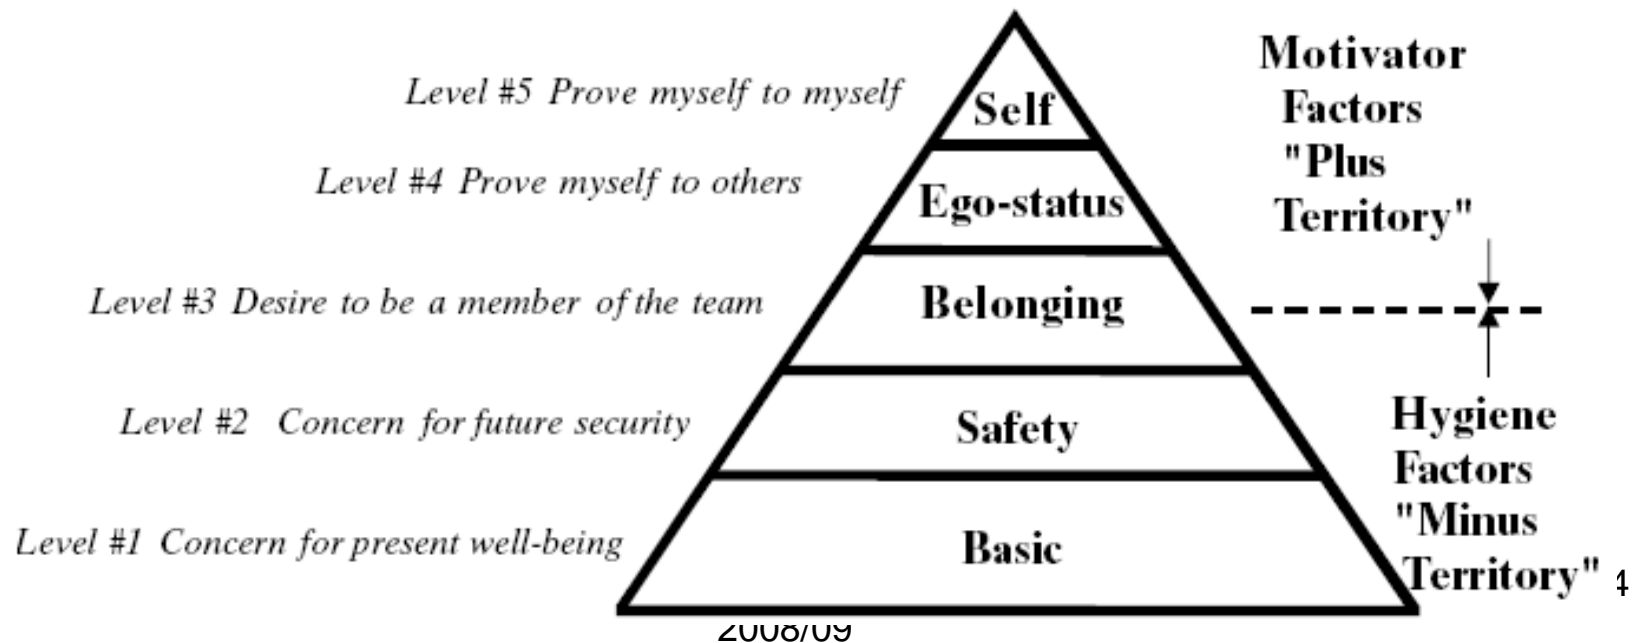 Level #5 Prove myself to myself
Self
Level #4 Prove myself to others
Ego-status
Level #3 Desire to be a member of the team
Belonging
Level #2 Concern for future security
Safety
Level #1 Concern for present well-being
Basic
Motivator
Factors
"Plus
Territory"
Hygiene
Factors
"Minus
Territory"
4
2008/09